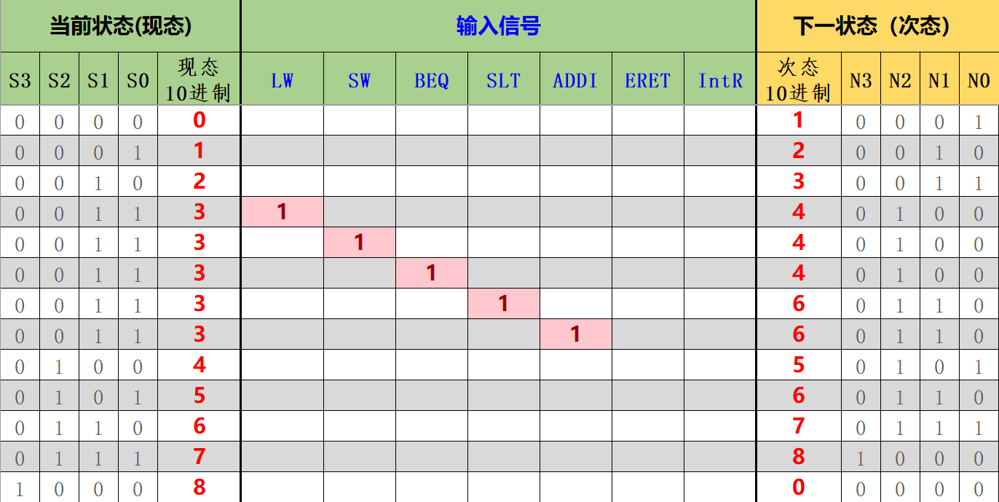 当前状态(现态) 输入信号 下一状态（次态）
S3 S2 S1 S0 现态 10进制 LW SW BEQ SLT ADDI ERET IntR 次态 10进制 N3 N2 N1 N0
0 0 0 0 0 1 0 0 0 1
0 0 0 1 1 2 0 0 1 0
0 0 1 0 2 3 0 0 1 1
0 0 1 1 3 1 4 0 1 0 0
0 0 1 1 3 1 4 0 1 0 0
0 0 1 1 3 1 4 0 1 0 0
0 0 1 1 3 1 6 0 1 1 0
0 0 1 1 3 1 6 0 1 1 0
0 1 0 0 4 5 0 1 0 1
0 1 0 1 5 6 0 1 1 0
0 1 1 0 6 7 0 1 1 1
0 1 1 1 7 8 1 0 0 0
1 0 0 0 8 0 0 0 0 0